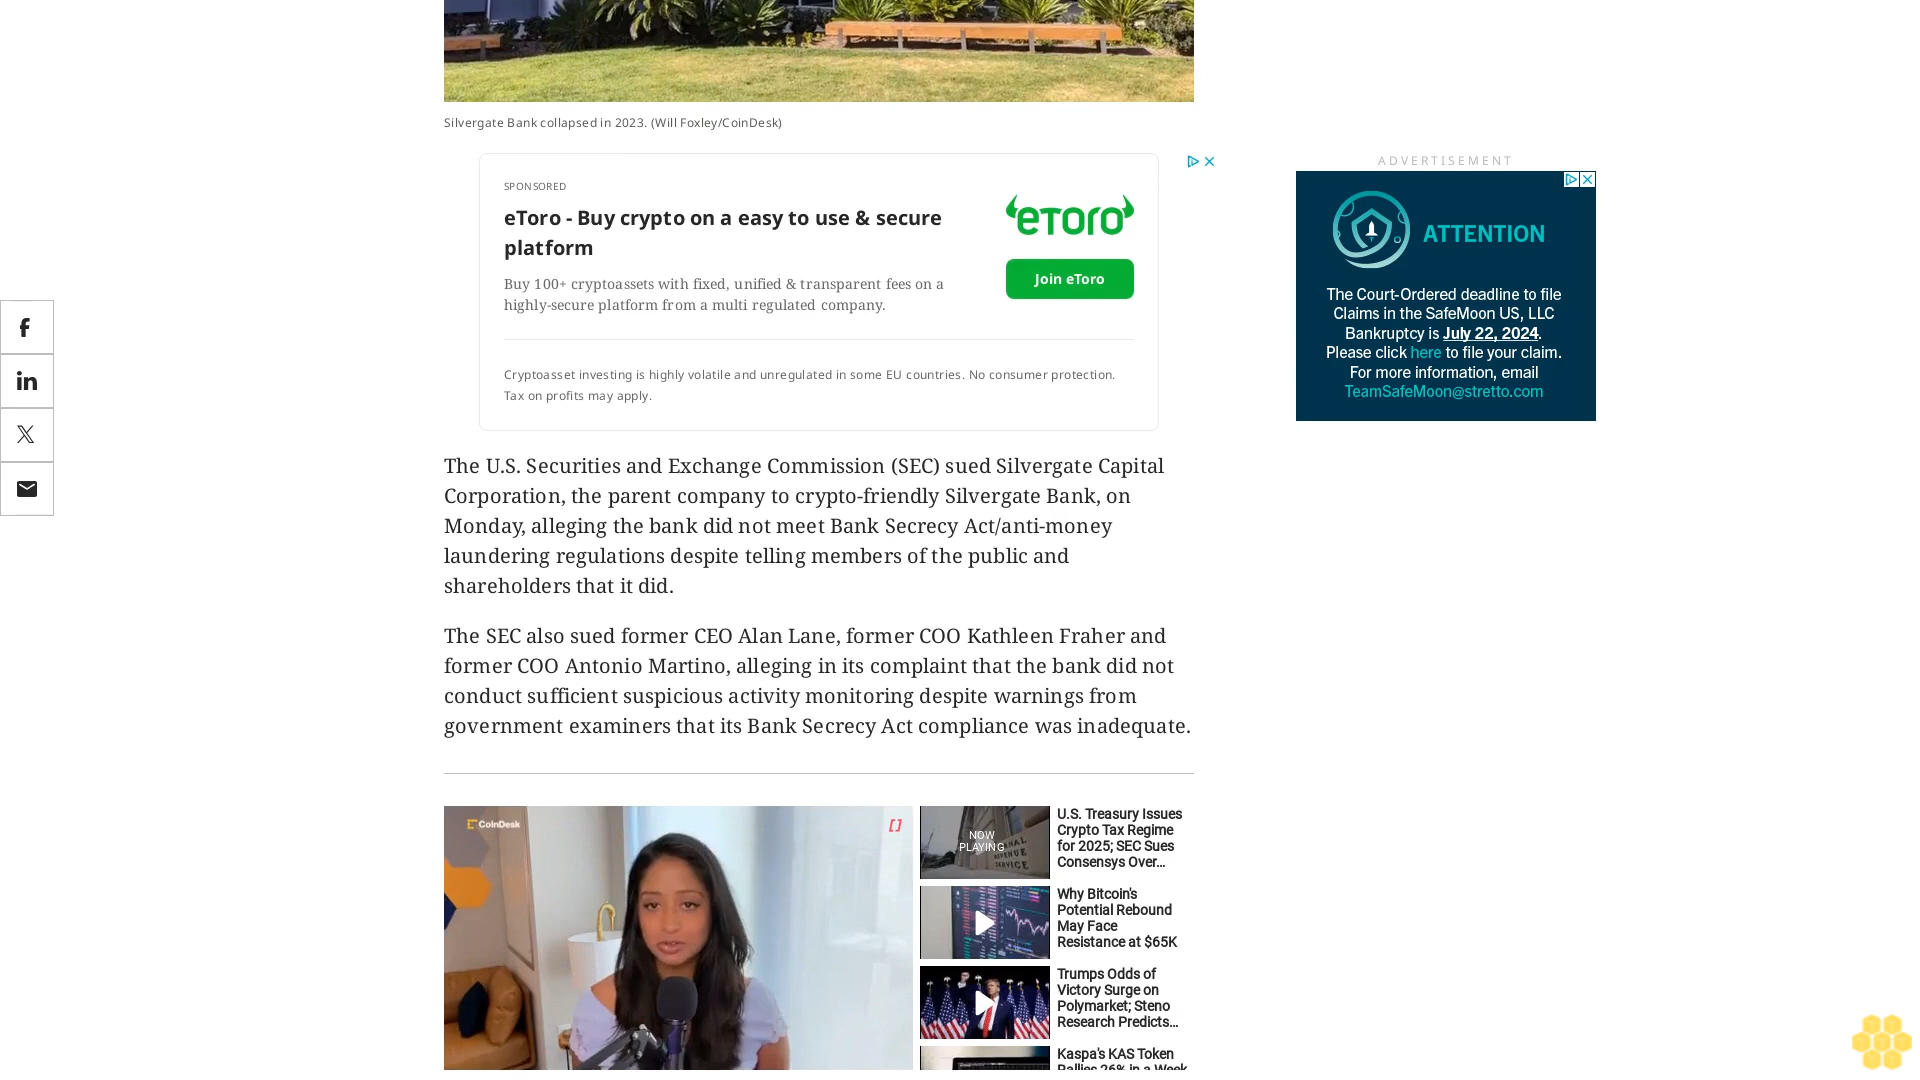 Silvergate Bank collapsed in 2023. (Will Foxley/CoinDesk)
SPONSORED
eToro - Buy crypto on a easy to use & secure
platform
Buy 100+ cryptoassets with fixed, unified & transparent fees on a
highly-secure platform from a multi regulated company.
eToro
Join eToro
Cryptoasset investing is highly volatile and unregulated in some EU countries. No consumer protection.
Tax on profits may apply.
ADVERTISEMENT
ATTENTION
The Court-Ordered deadline to file
Claims in the SafeMoon US, LLC
Bankruptcy is July 22, 2024.
Please click here to file your claim.
For more information, email
TeamSafeMoon@stretto.com
The U.S. Securities and Exchange Commission (SEC) sued Silvergate Capital
Corporation, the parent company to crypto-friendly Silvergate Bank, on
Monday, alleging the bank did not meet Bank Secrecy Act/anti-money
laundering regulations despite telling members of the public and
shareholders that it did.
The SEC also sued former CEO Alan Lane, former COO Kathleen Fraher and
former COO Antonio Martino, alleging in its complaint that the bank did not
conduct sufficient suspicious activity monitoring despite warnings from
government examiners that its Bank Secrecy Act compliance was inadequate.
CoinDesk
NOW
PLAYING
REVENUE
SERVICE
U.S. Treasury Issues
Crypto Tax Regime
for 2025; SEC Sues
Consensys Over...
Why Bitcoin's
Potential Rebound
May Face
Resistance at $65K
Trumps Odds of
Victory Surge on
Polymarket; Steno
Research Predicts...
Kaspa's KAS Token
Rallies 26% in a Week